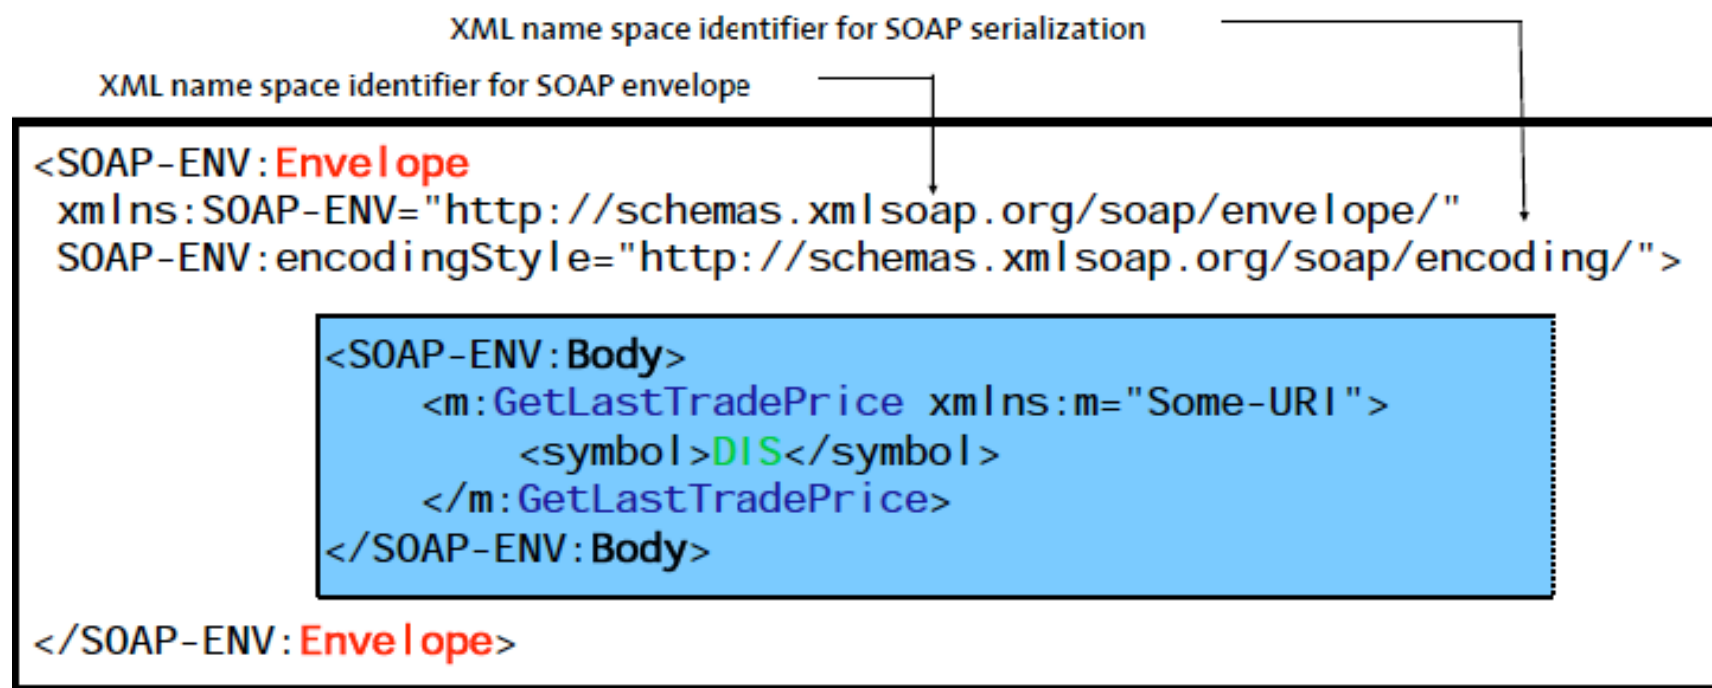 XML name space identifier for SOAP serialization
XML name space identifier for SOAP envelope
<SOAP-ENV:Envelope
xmlns:SOAP-ENV="http://schemas.xmlsoap.org/soap/envelope/"
SOAP-ENV:encodingStyle="http://schemas.xmlsoap.org/soap/encoding/">
<SOAP-ENV:Body>
<m:GetLastTradePrice xmlns:m="Some-URI">
<symbol>DIS</symbol>
</m:GetLastTradePrice>
</SOAP-ENV:Body>
</SOAP-ENV:Envelope>